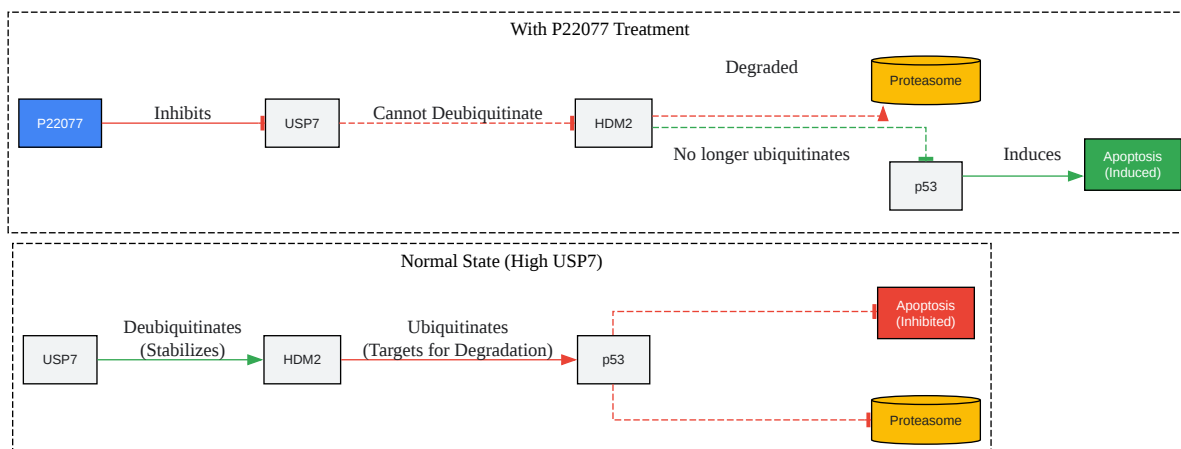 With P22077 Treatment
Degraded
Proteasome
P22077
Inhibits
USP7
Cannot Deubiquitinate
HDM2
No longer ubiquitinates
p53
Induces
Apoptosis
(Induced)
Normal State (High USP7)
USP7
Deubiquitinates
(Stabilizes)
HDM2
Ubiquitinates
(Targets for Degradation)
p53
Apoptosis
(Inhibited)
Proteasome